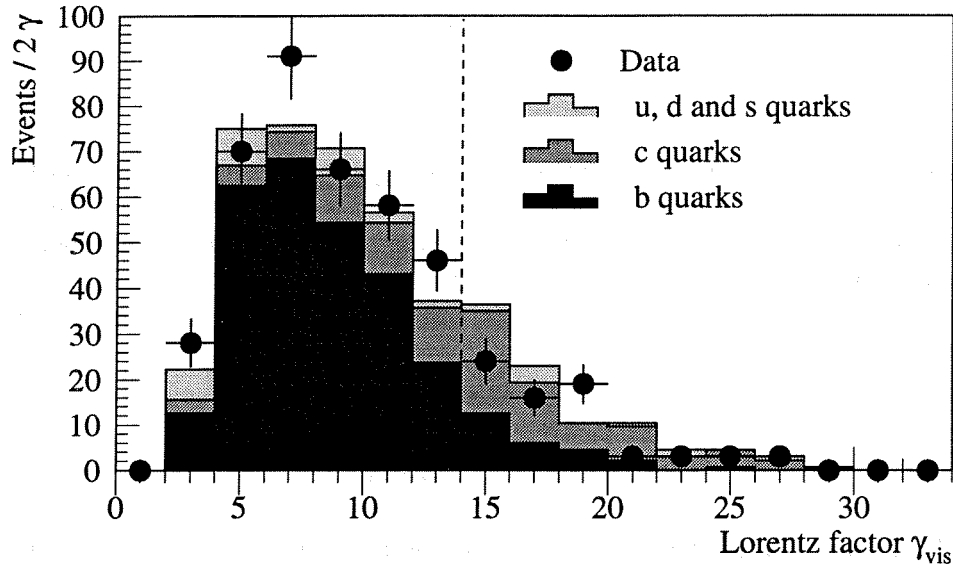 Events / 2 γ
100
90
80
70
60
50
40
30
20
10
0
Data
u, d and s quarks
c quarks
b quarks
0 5 10 15 20 25 30
Lorentz factor γvis